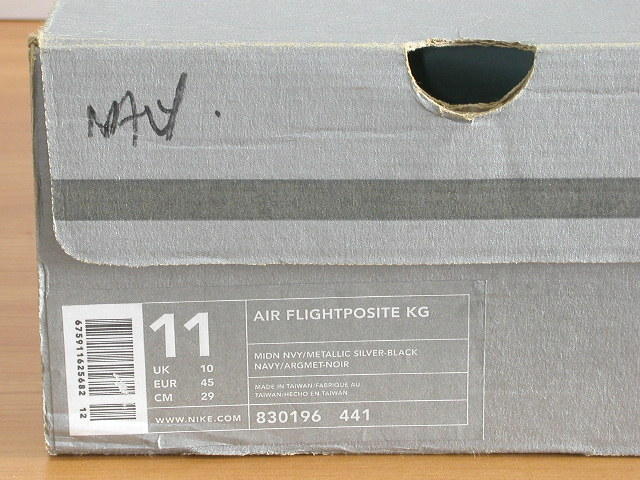 NAVY.
675911625682 12
11
UK 10
EUR 45
CM 29
WWW.NIKE.COM
AIR FLIGHTPOSITE KG
MIDN NVY/METALLIC SILVER-BLACK
NAVY/ARGMET-NOIR
MADE IN TAIWAN/FABRIQUE AU
TAIWAN/HECHO EN TAIWAN
830196 441